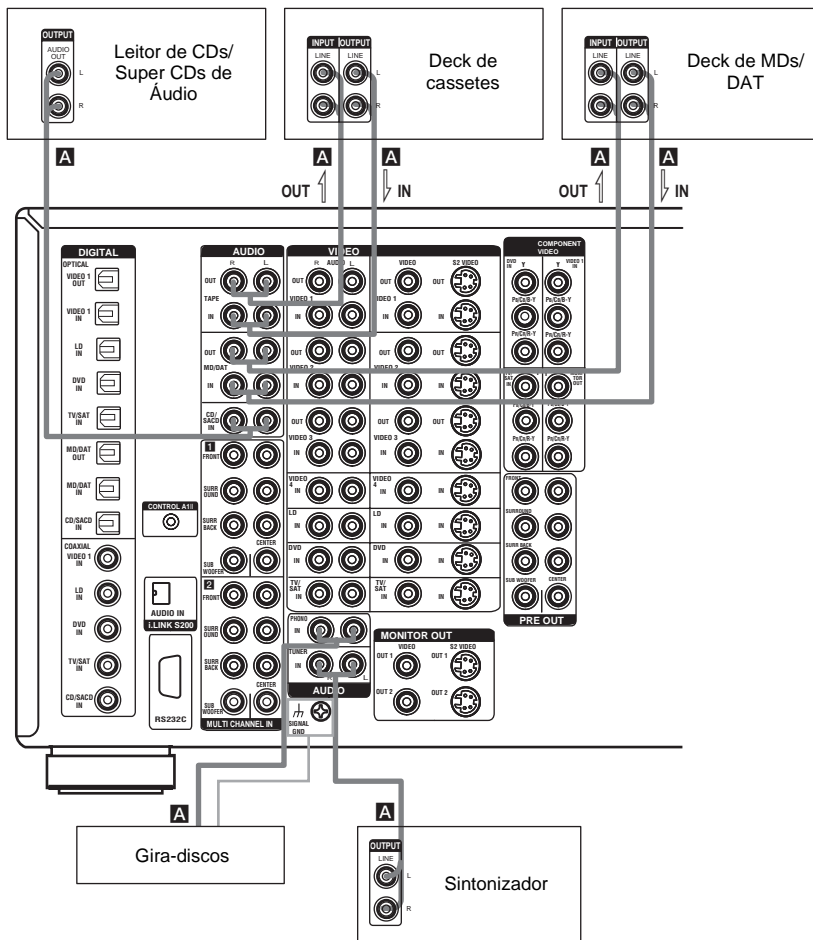 OUTPUT
AUDIO
OUT
L
R
Leitor de CDs/
Super CDs de
Áudio
INPUT OUTPUT
LINE LINE
L
R
Deck de
cassetes
INPUT OUTPUT
LINE LINE
L
R
Deck de MDs/
DAT
A
A A
OUT IN
A A
OUT IN
DIGITAL
OPTICAL
VIDEO 1
OUT
VIDEO 1
IN
LD
IN
DVD
IN
TV/SAT
IN
MD/DAT
OUT
MD/DAT
IN
CD/SACD
IN
COAXIAL
VIDEO 1
IN
LD
IN
DVD
IN
TV/SAT
IN
CD/SACD
IN
CONTROL A1II
AUDIO IN
i.LINK S200
RS232C
AUDIO
R L
OUT
TAPE
IN
OUT
MD/DAT
IN
CD/
SACD
IN
1
FRONT
SURR
OUND
SURR
BACK
SUB
WOOFER
CENTER
2
FRONT
SURR
OUND
SURR
BACK
SUB
WOOFER
CENTER
MULTI CHANNEL IN
VIDEO
R AUDIO L VIDEO S2 VIDEO
OUT OUT OUT
VIDEO 1
IN IN IN
OUT OUT OUT
VIDEO 2
IN IN IN
OUT OUT OUT
VIDEO 3 VIDEO 3
IN IN IN
VIDEO
4
IN
VIDEO
4
IN IN
LD LD
IN IN IN
DVD DVD
IN IN IN
TV/
SAT
IN
TV/
SAT
IN IN
PHONO
IN
TUNER
IN
R L
AUDIO
SIGNAL
GND
MONITOR OUT
VIDEO S2 VIDEO
OUT 1 OUT 1
OUT 2 OUT 2
COMPONENT
VIDEO
DVD
IN
Y Y
VIDEO 1
IN
PB/CB/B-Y PB/CB/B-Y
PR/CR/R-Y PR/CR/R-Y
PR/CR/R-Y PR/CR/R-Y
FRONT
SURROUND
SURR BACK
SUB WOOFER CENTER
PRE OUT
A
Gira-discos
A
OUTPUT
LINE
L
R
Sintonizador